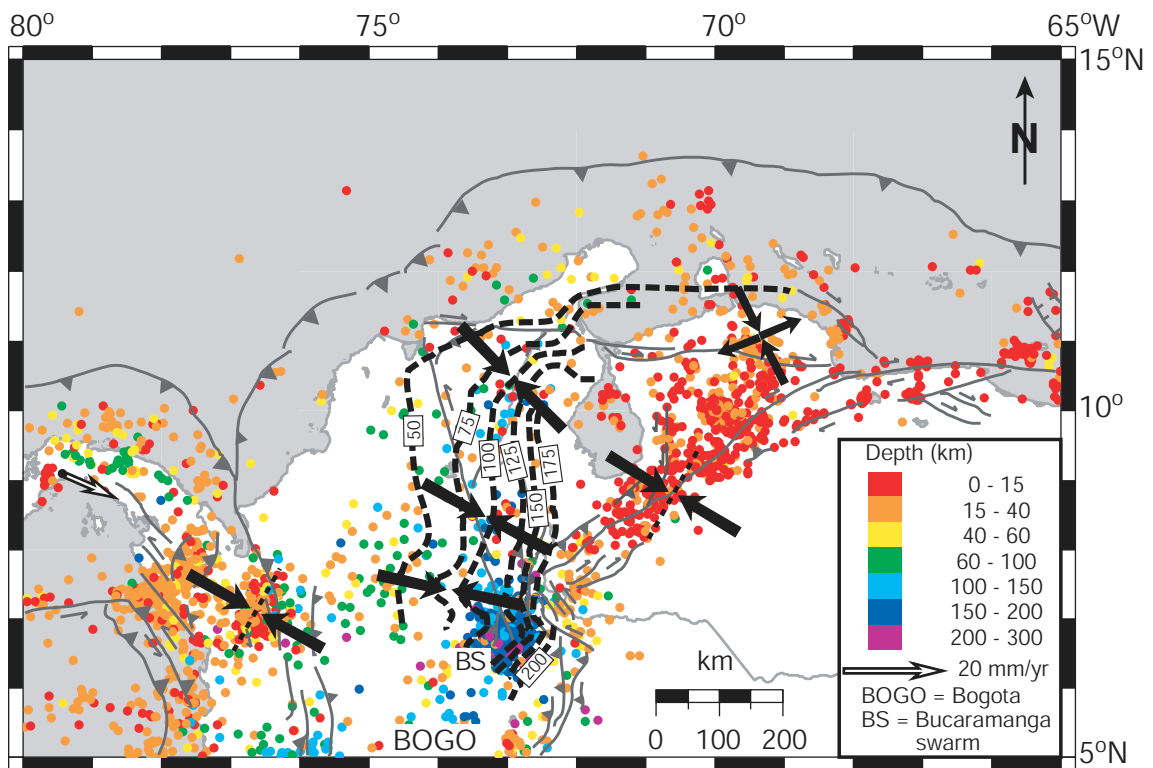 80° 75° 70° 65°W
15°N
N
10°
50
75
100
125
150
175
200
BS
BOGO
km
0 100 200
Depth (km)
0 - 15
15 - 40
40 - 60
60 - 100
100 - 150
150 - 200
200 - 300
20 mm/yr
BOGO = Bogota
BS = Bucaramanga
swarm
5°N